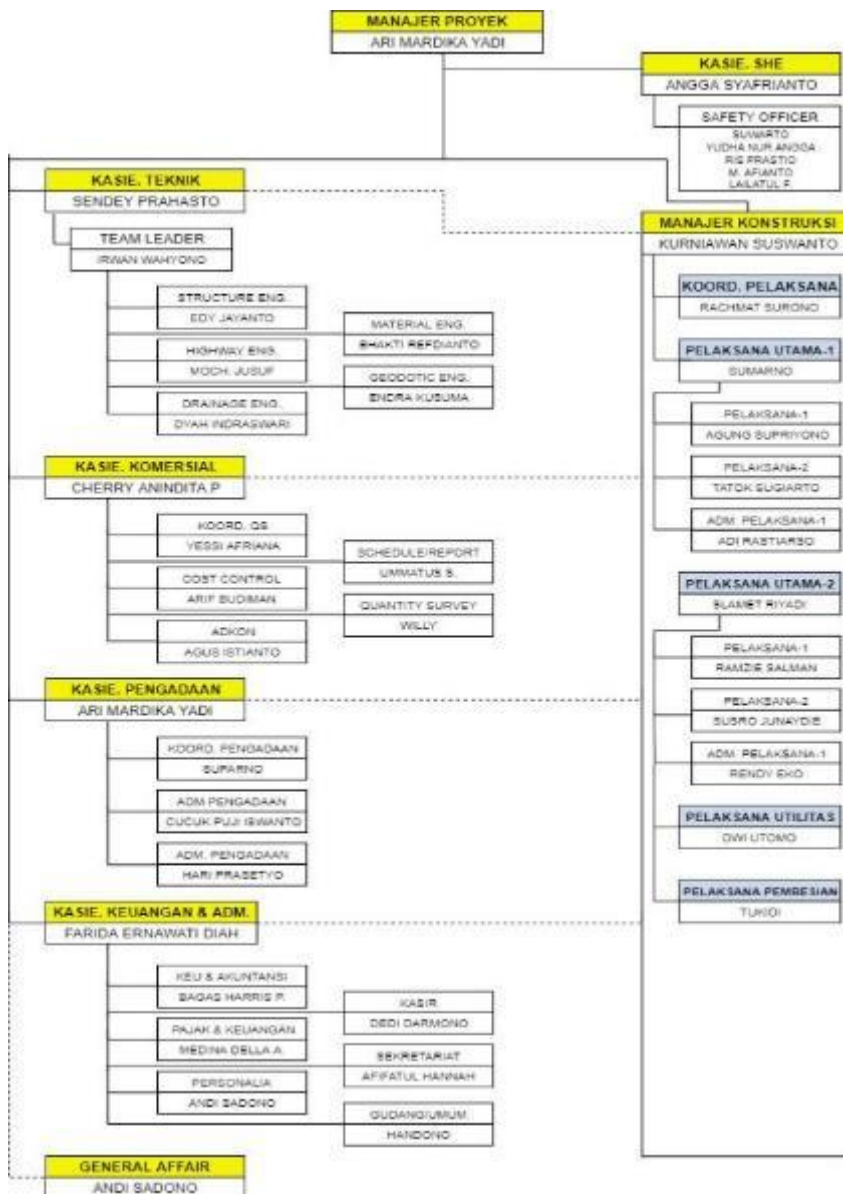 MANAJER PROYEK
ARI MARDIKA YADI
KASIE. SHE
ANGGA SYAFRIANTO
SAFETY OFFICER
SUWARTO
YUDHA NUR ANGGA
RIS PRASTIO
M. AFIANTO
LAILATUL F.
KASIE. TEKNIK
SENDEY PRAHASTO
TEAM LEADER
IRWAN WAHYONO
STRUCTURE ENG.
EDY JAYANTO
MATERIAL ENG.
BHAKTI REFDIANTO
HIGHWAY ENG.
MOCH. JUSUF
GEODOTIC ENG.
ENDRA KUSUMA
DRAINAGE ENG.
DYAH INDRASWARI
KASIE. KOMERSIAL
CHERRY ANINDITA P
KOORD. QS
YESSI AFRIANA
SCHEDULE/REPORT
UMMATUS S.
COST CONTROL
ARIF BUDIMAN
QUANTITY SURVEY
WILLY
ADKON
AGUS ISTIANTO
KASIE. PENGADAAN
ARI MARDIKA YADI
KOORD. PENGADAAN
SUPARNO
ADM PENGADAAN
CUCUK PUJI ISWANTO
ADM. PENGADAAN
HARI PRASETYO
KASIE. KEUANGAN & ADM.
FARIDA ERNAWATI DIAH
KEU & AKUNTANSI
BAGAS HARRIS P.
KASIR
DEDI DARMONO
PAJAK & KEUANGAN
MEDINA DELLA A.
SEKRETARIAT
AFIFATUL HANNAH
PERSONALIA
ANDI SADONO
GUDANG/UMUM
HANDONO
GENERAL AFFAIR
ANDI SADONO
MANAJER KONSTRUKSI
KURNIAWAN SUSWANTO
KOORD. PELAKSANA
RACHMAT SURONO
PELAKSANA UTAMA-1
SUMARNO
PELAKSANA-1
AGUNG SUPRIYONO
PELAKSANA-2
TATOK SUGIARTO
ADM. PELAKSANA-1
ADI RASTIARSO
PELAKSANA UTAMA-2
SLAMET RIYADI
PELAKSANA-1
RAMZIE SALMAN
PELAKSANA-2
SUSRO JUNAYDIE
ADM. PELAKSANA-1
RENDY EKO
PELAKSANA UTILITAS
DWI UTOMO
PELAKSANA PEMBESIAN
TUKIDI